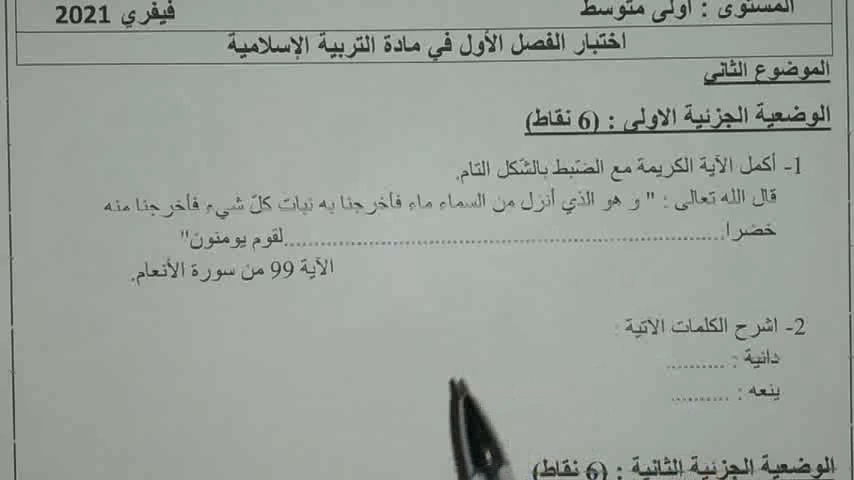 المستوى : أولى متوسط فيفري 2021
اختبار الفصل الأول في مادة التربية الإسلامية
الموضوع الثاني
الوضعية الجزئية الاولى : (6 نقاط)
1- أكمل الآية الكريمة مع الضبط بالشكل التام.
قال الله تعالى : " و هو الذي أنزل من السماء ماء فأخرجنا به نبات كلّ شيء فأخرجنا منه
خضرا..................................................لقوم يومنون"
الآية 99 من سورة الأنعام.
2- اشرح الكلمات الآتية :
دانية : ..........
ينعه : ..........
الوضعية الجزئية الثانية : (6 نقاط)